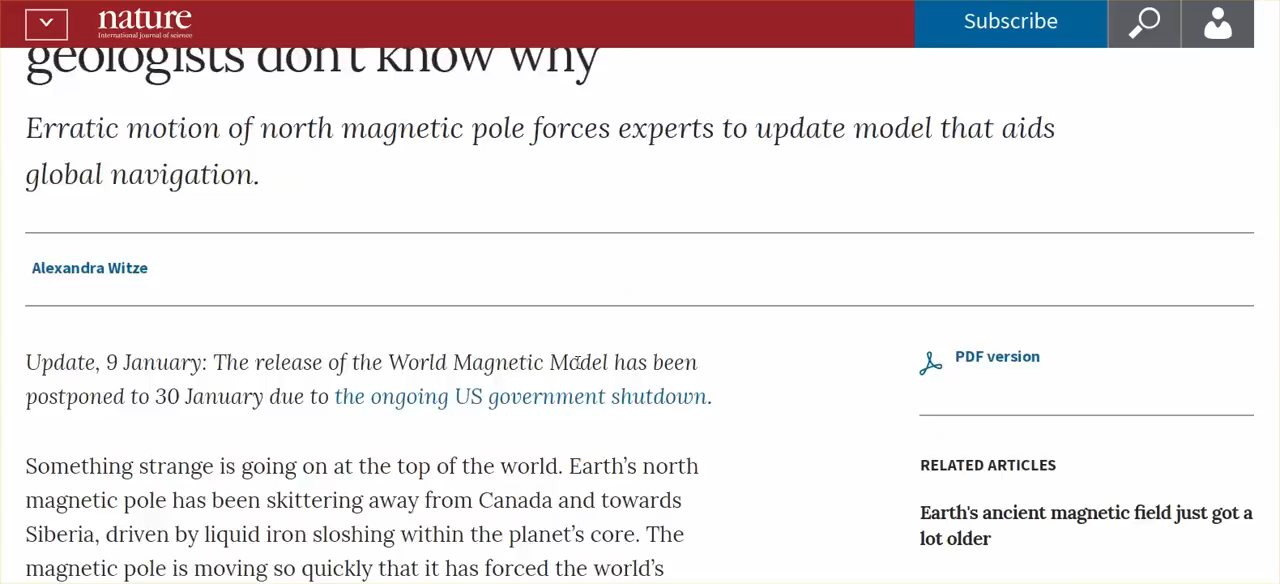 nature
International journal of science
Subscribe
geologists don't know why
Erratic motion of north magnetic pole forces experts to update model that aids
global navigation.
Alexandra Witze
Update, 9 January: The release of the World Magnetic Model has been
postponed to 30 January due to the ongoing US government shutdown.
PDF version
Something strange is going on at the top of the world. Earth’s north
magnetic pole has been skittering away from Canada and towards
Siberia, driven by liquid iron sloshing within the planet’s core. The
magnetic pole is moving so quickly that it has forced the world’s
RELATED ARTICLES
Earth's ancient magnetic field just got a
lot older